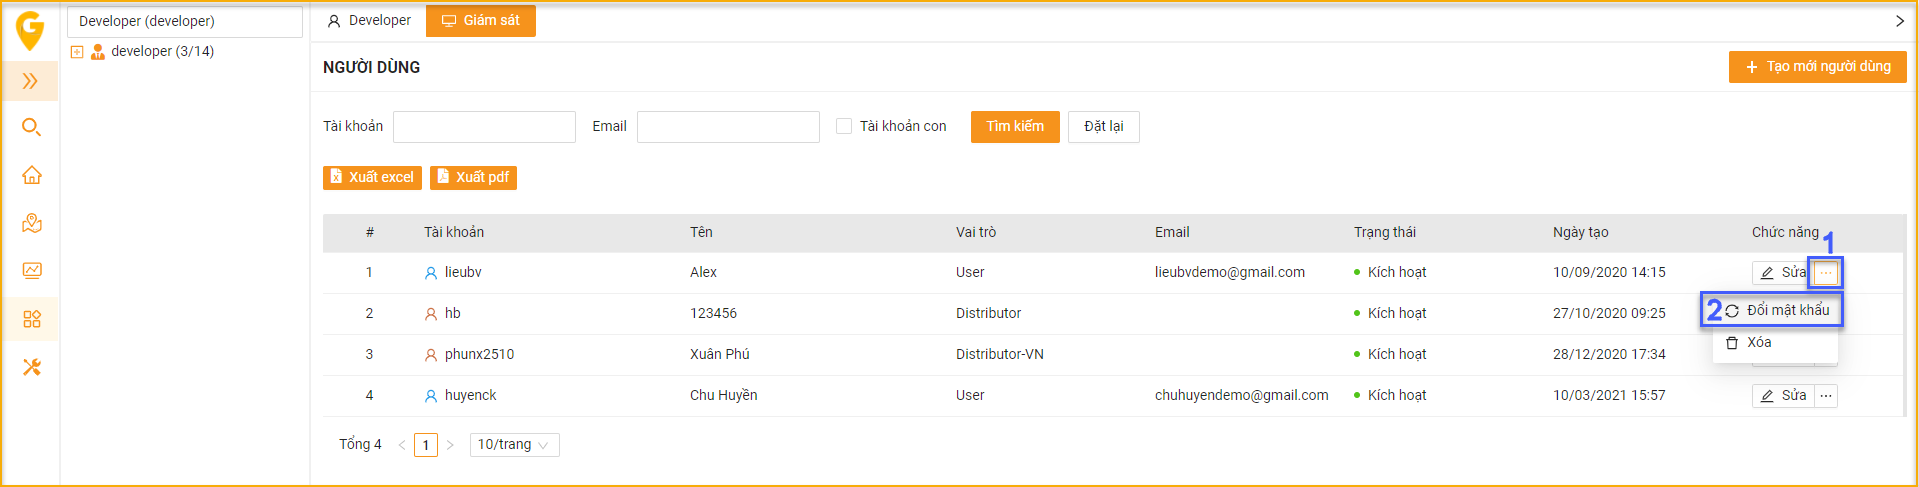 G
Developer (developer)
developer (3/14)
Developer Giám sát
NGƯỜI DÙNG
Tạo mới người dùng
Tài khoản Email Tài khoản con Tìm kiếm Đặt lại
Xuất excel Xuất pdf
# Tài khoản Tên Vai trò Email Trạng thái Ngày tạo Chức năng
1
1 lieubv Alex User lieubvdemo@gmail.com Kích hoạt 10/09/2020 14:15 Sửa ...
2 hb 123456 Distributor Kích hoạt 27/10/2020 09:25
2 Đổi mật khẩu
3 phunx2510 Xuân Phú Distributor-VN Kích hoạt 28/12/2020 17:34
Xóa
4 huyenck Chu Huyền User chuhuyendemo@gmail.com Kích hoạt 10/03/2021 15:57 Sửa ...
Tổng 4 < 1 > 10/trang